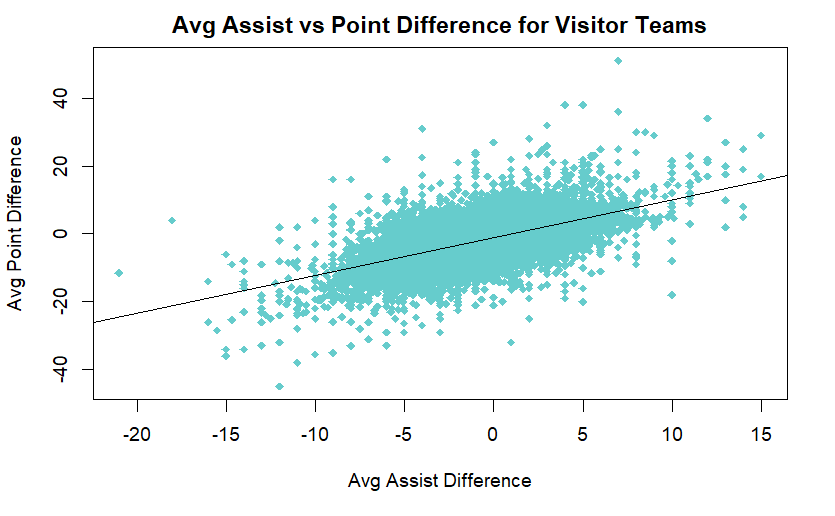 Avg Assist vs Point Difference for Visitor Teams
Avg Point Difference
40
20
0
-20
-40
-20 -15 -10 -5 0 5 10 15
Avg Assist Difference